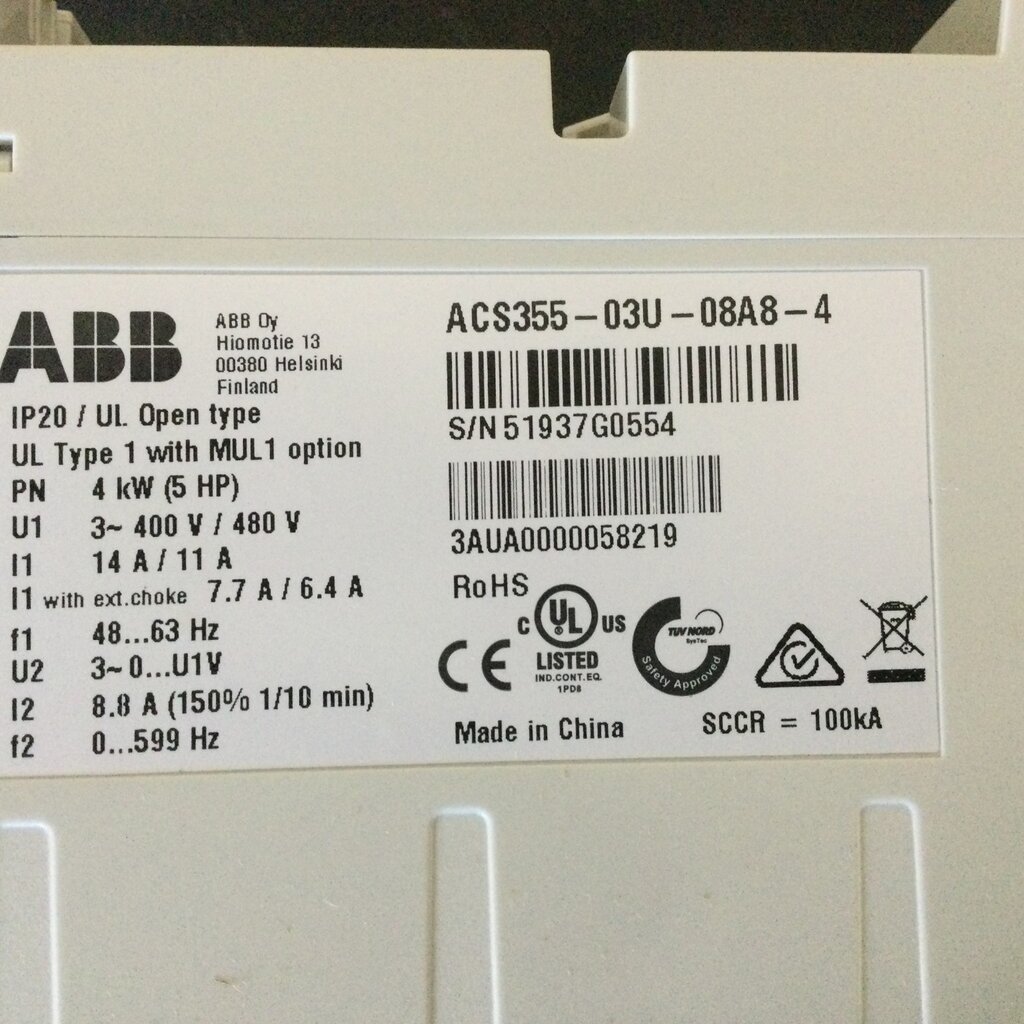 ABB
ABB Oy
Hiomotie 13
00380 Helsinki
Finland
IP20 / UL Open type
UL Type 1 with MUL1 option
PN 4 kW (5 HP)
U1 3~ 400 V / 480 V
I1 14 A / 11 A
I1 with ext.choke 7.7 A / 6.4 A
f1 48...63 Hz
U2 3~ 0...U1V
I2 8.8 A (150% 1/10 min)
f2 0...599 Hz
ACS355-03U-08A8-4
S/N 51937G0554
3AUA0000058219
RoHS
CE
C UL US
LISTED
IND.CONT.EQ.
1PD8
TUV NORD
SysTec
Safety Approved
Made in China
SCCR = 100kA